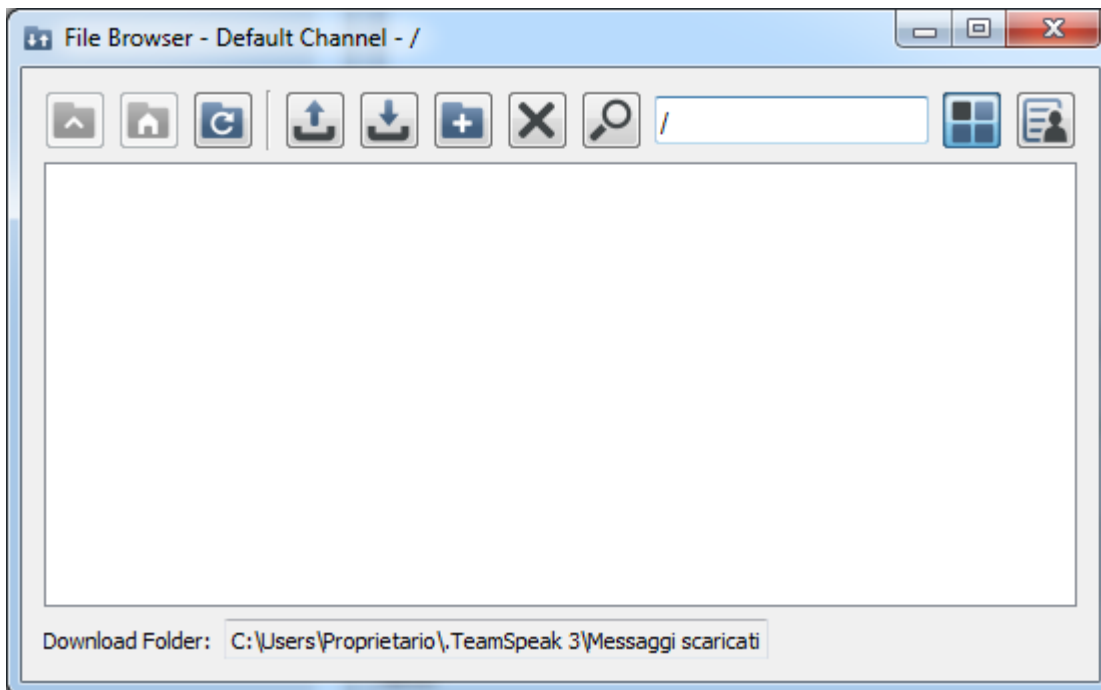 File Browser - Default Channel - /
/
Download Folder: C:\Users\Proprietario\.TeamSpeak 3\Messaggi scaricati